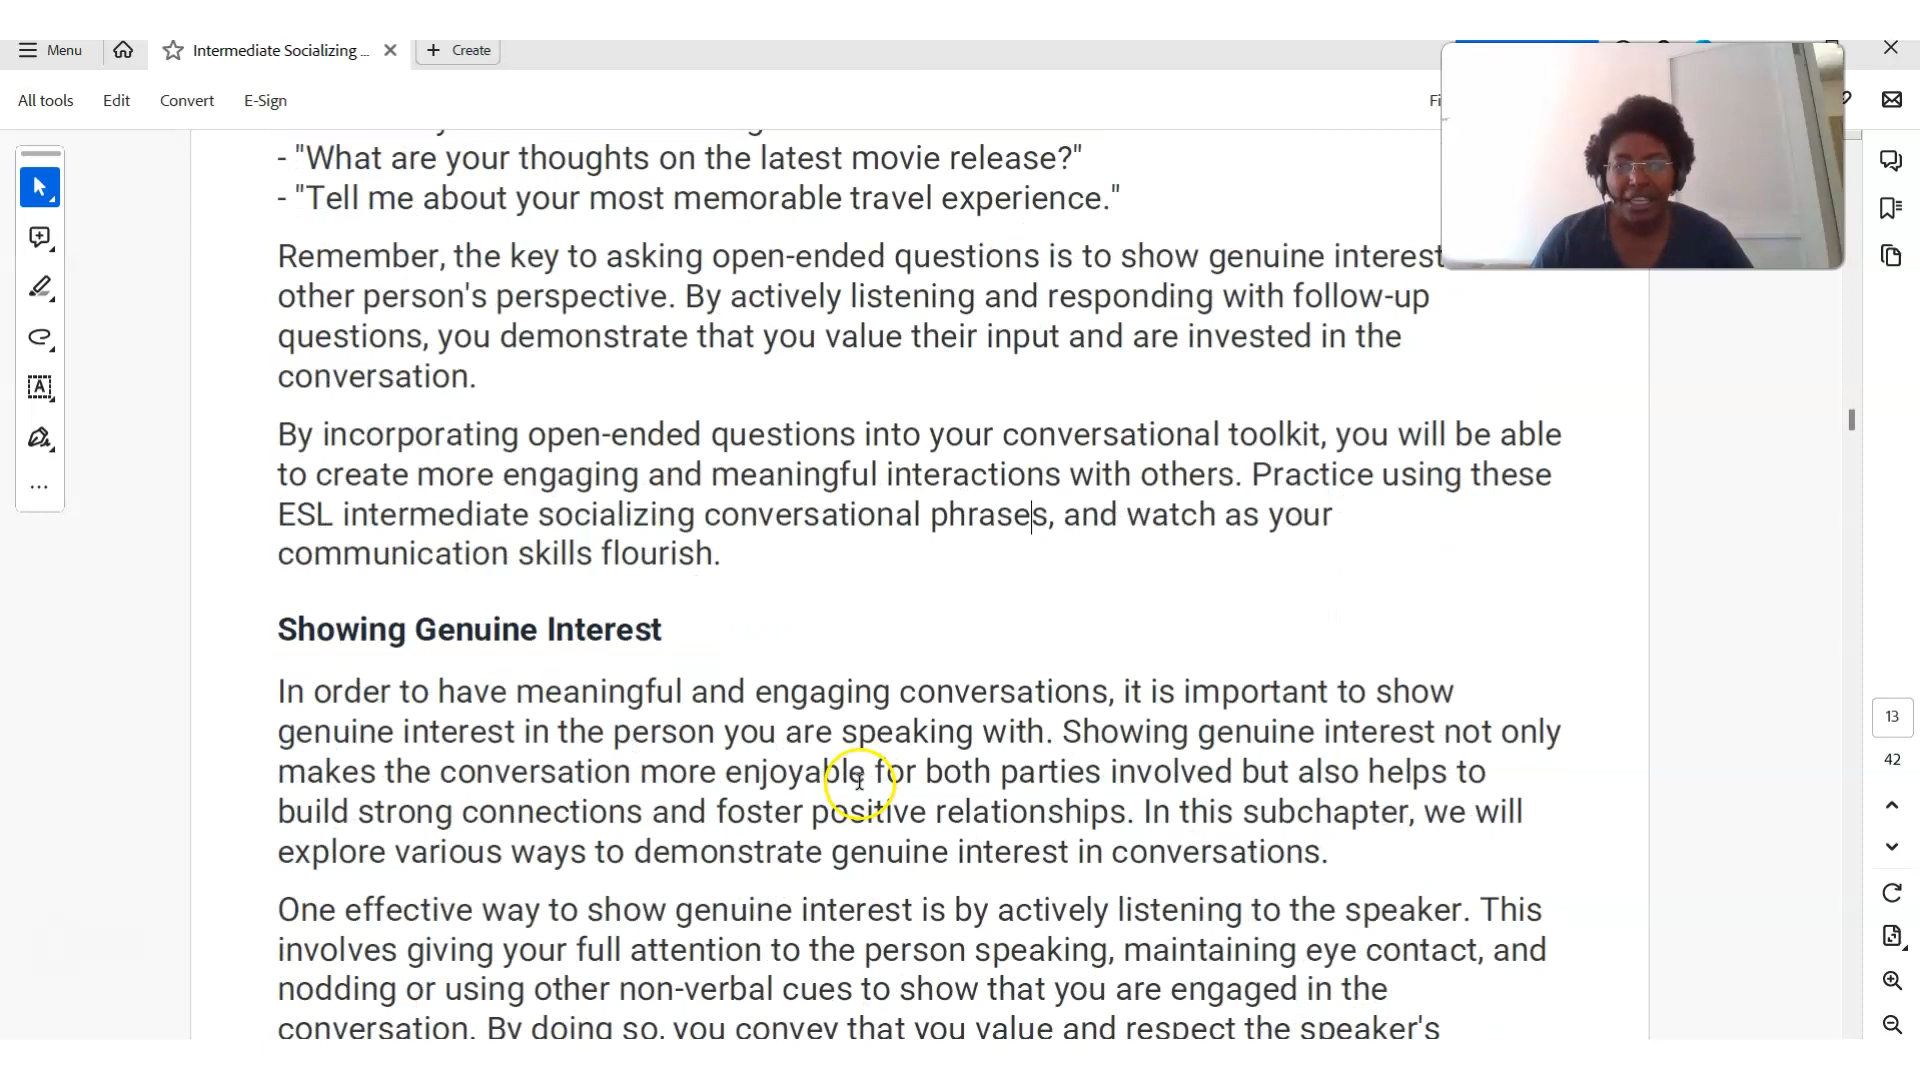 Menu
Intermediate Socializing ...
Create
All tools
Edit
Convert
E-Sign
Fi
- "What are your thoughts on the latest movie release?"
- "Tell me about your most memorable travel experience."
Remember, the key to asking open-ended questions is to show genuine interest
other person's perspective. By actively listening and responding with follow-up
questions, you demonstrate that you value their input and are invested in the
conversation.
By incorporating open-ended questions into your conversational toolkit, you will be able
to create more engaging and meaningful interactions with others. Practice using these
ESL intermediate socializing conversational phrases, and watch as your
communication skills flourish.
Showing Genuine Interest
In order to have meaningful and engaging conversations, it is important to show
genuine interest in the person you are speaking with. Showing genuine interest not only
makes the conversation more enjoyable for both parties involved but also helps to
build strong connections and foster positive relationships. In this subchapter, we will
explore various ways to demonstrate genuine interest in conversations.
One effective way to show genuine interest is by actively listening to the speaker. This
involves giving your full attention to the person speaking, maintaining eye contact, and
nodding or using other non-verbal cues to show that you are engaged in the
conversation. By doing so, you convey that you value and respect the speaker's
13
42